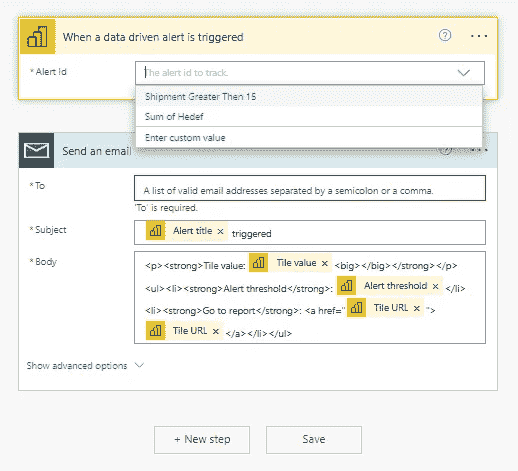 When a data driven alert is triggered
* Alert Id
The alert id to track.
Shipment Greater Then 15
Sum of Hedef
Enter custom value
Send an email
* To
A list of valid email addresses separated by a semicolon or a comma.
'To' is required.
* Subject
Alert title × triggered
* Body
<p><strong>Tile value: Tile value × <big></big></strong></p>
<ul><li><strong>Alert threshold</strong>: Alert threshold × </li>
<li><strong>Go to report</strong>: <a href=" Tile URL × ">
Tile URL × </a></li></ul>
Show advanced options
+ New step
Save